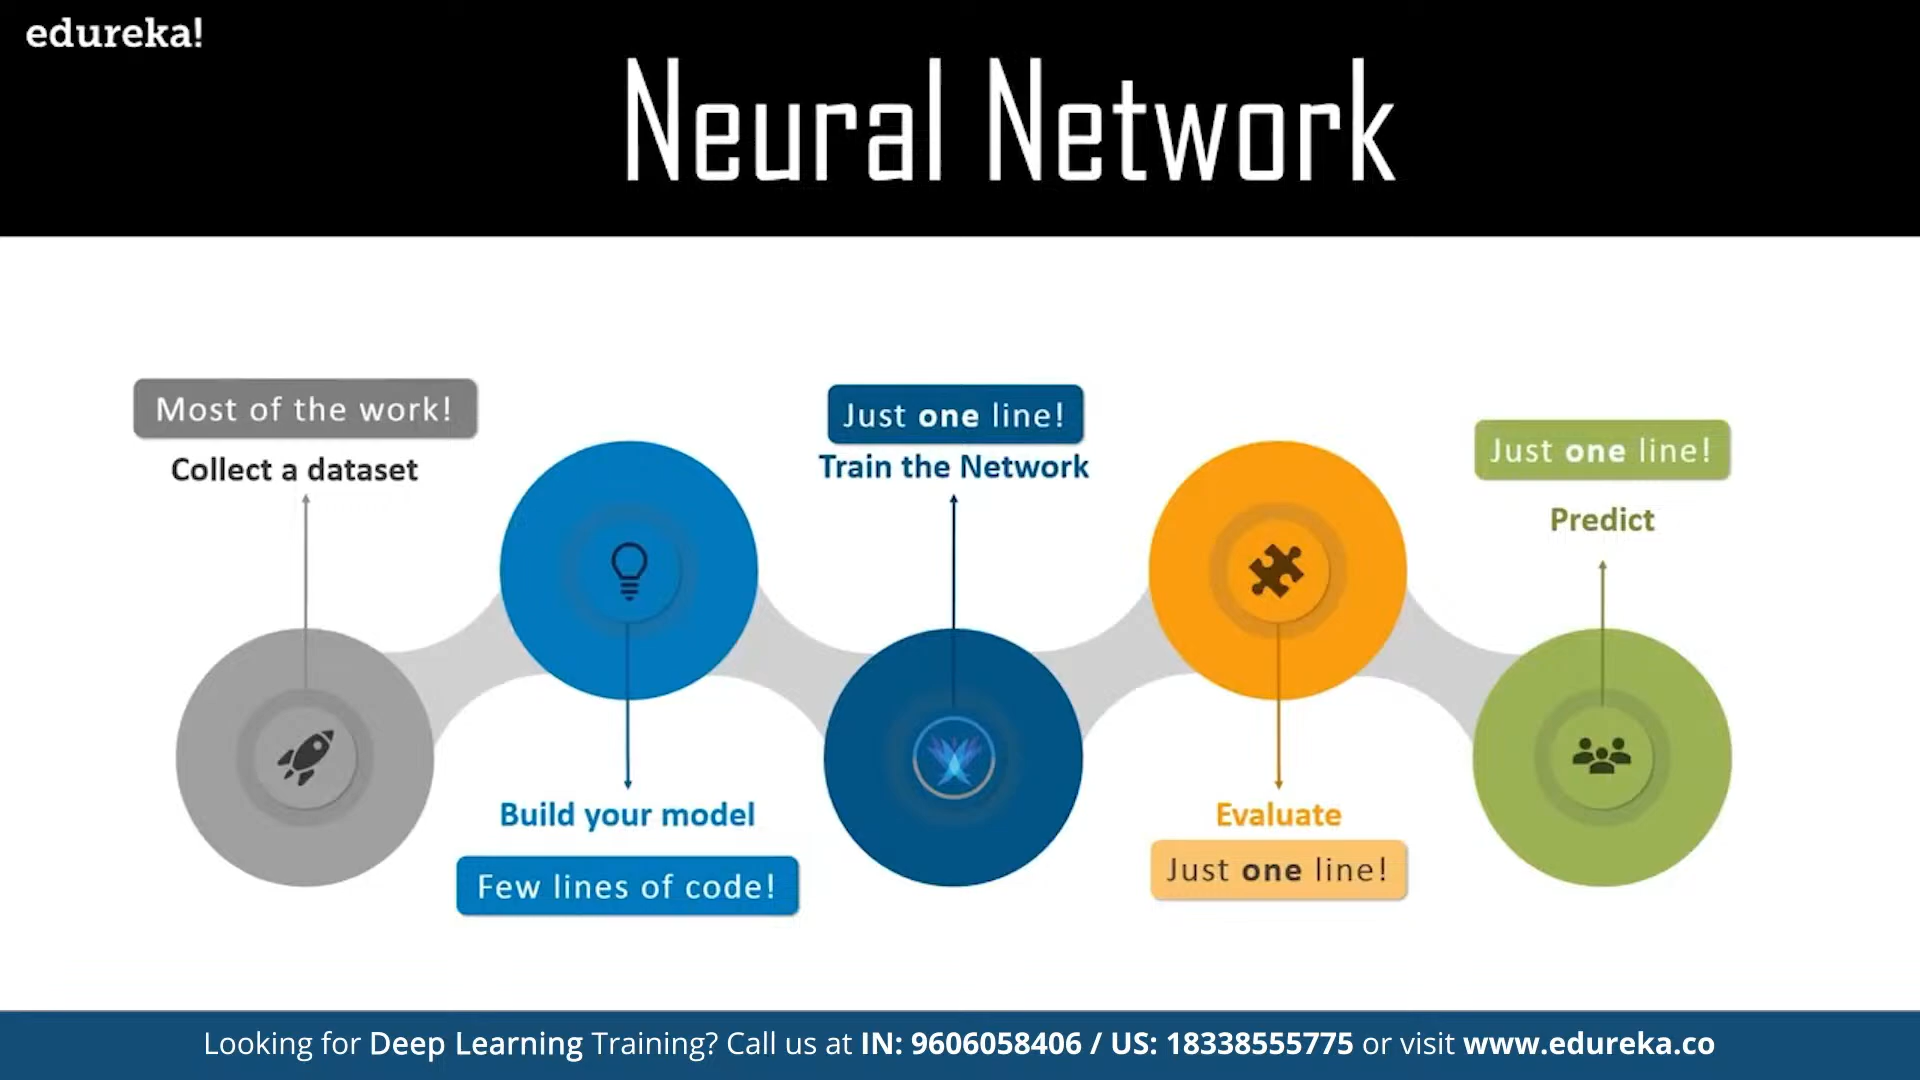 edureka!
Neural Network
Most of the work!
Collect a dataset
Build your model
Few lines of code!
Just one line!
Train the Network
Evaluate
Just one line!
Just one line!
Predict
Looking for Deep Learning Training? Call us at IN: 9606058406 / US: 18338555775 or visit www.edureka.co